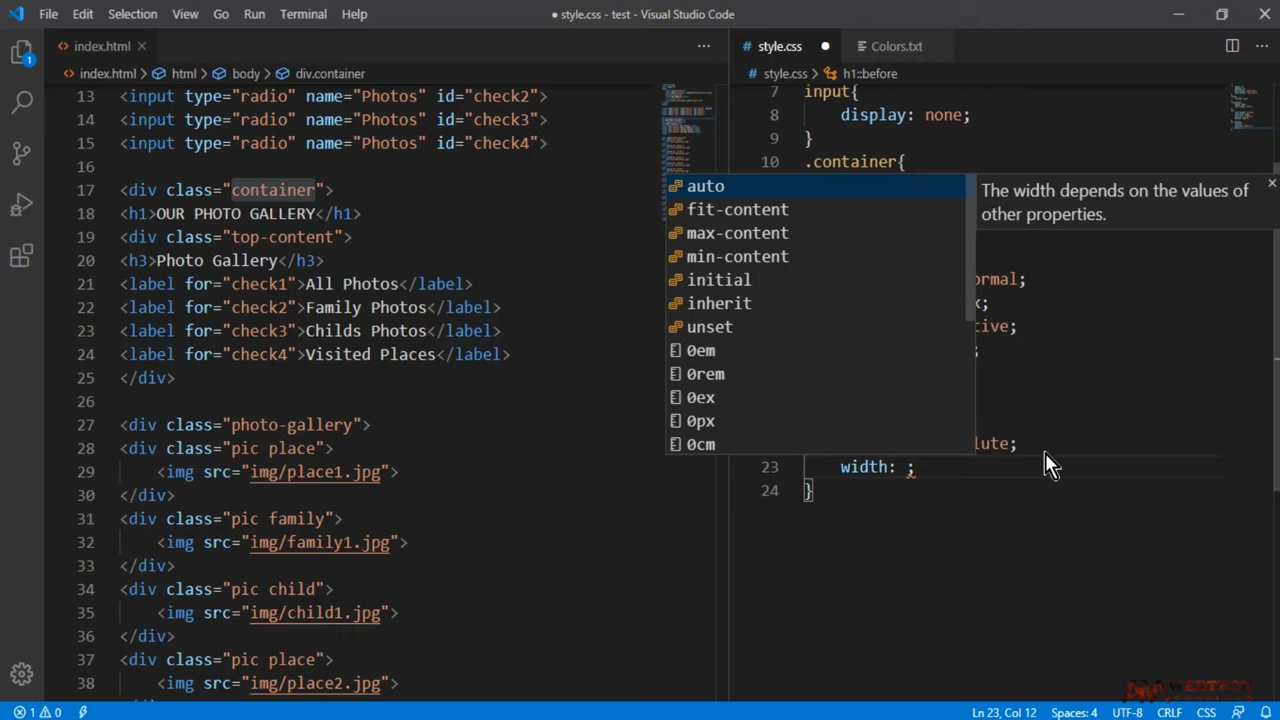 File Edit Selection View Go Run Terminal Help
● style.css - test - Visual Studio Code
index.html
index.html > html > body > div.container
13 <input type="radio" name="Photos" id="check2">
14 <input type="radio" name="Photos" id="check3">
15 <input type="radio" name="Photos" id="check4">
16
17 <div class="container">
18 <h1>OUR PHOTO GALLERY</h1>
19 <div class="top-content">
20 <h3>Photo Gallery</h3>
21 <label for="check1">All Photos</label>
22 <label for="check2">Family Photos</label>
23 <label for="check3">Childs Photos</label>
24 <label for="check4">Visited Places</label>
25 </div>
26
27 <div class="photo-gallery">
28 <div class="pic place">
29 <img src="img/place1.jpg">
30 </div>
31 <div class="pic family">
32 <img src="img/family1.jpg">
33 </div>
34 <div class="pic child">
35 <img src="img/child1.jpg">
36 </div>
37 <div class="pic place">
38 <img src="img/place2.jpg">
# style.css ● Colors.txt
# style.css > h1::before
7 input{
8 display: none;
9 }
10 .container{
auto
fit-content
max-content
min-content
initial
inherit
unset
0em
0rem
0ex
0px
0cm
The width depends on the values of
other properties.
ormal;
x;
tive;
;
lute;
23 width: ;
24 }
1 0
Ln 23, Col 12 Spaces: 4 UTF-8 CRLF CSS